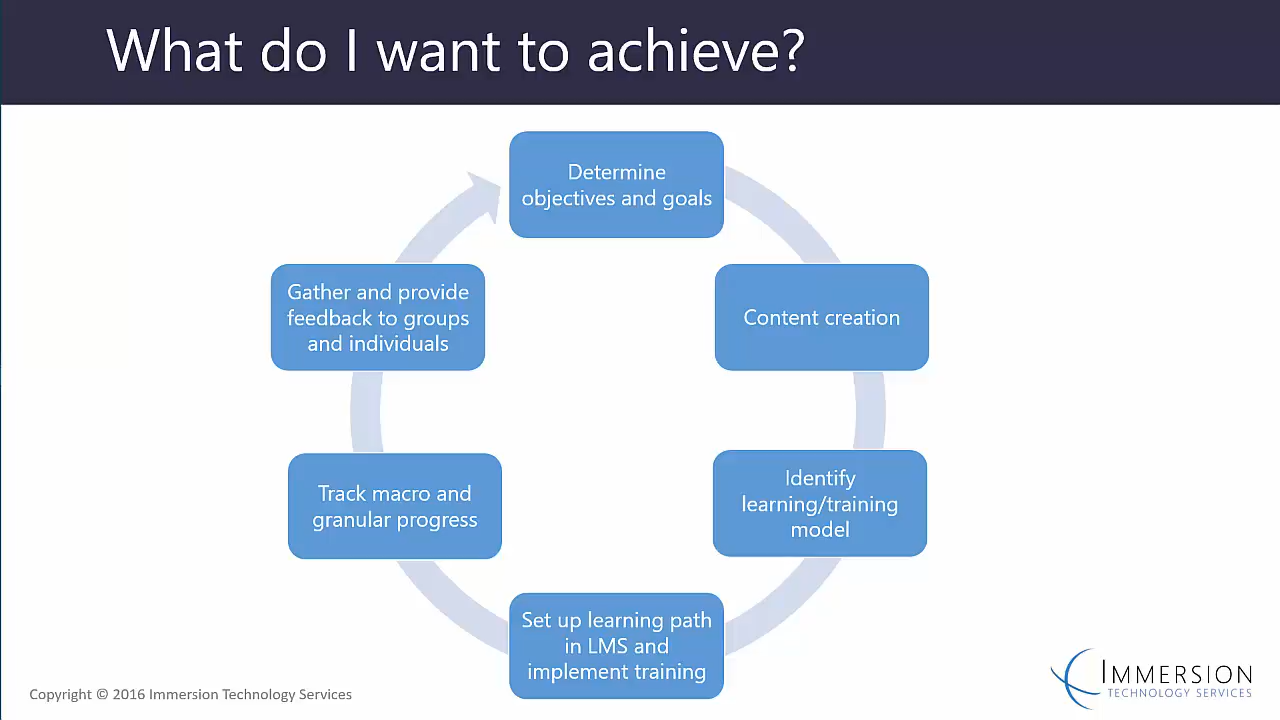 What do I want to achieve?
Determine
objectives and goals
Content creation
Identify
learning/training
model
Set up learning path
in LMS and
implement training
Track macro and
granular progress
Gather and provide
feedback to groups
and individuals
Copyright © 2016 Immersion Technology Services
IMMERSION
TECHNOLOGY SERVICES